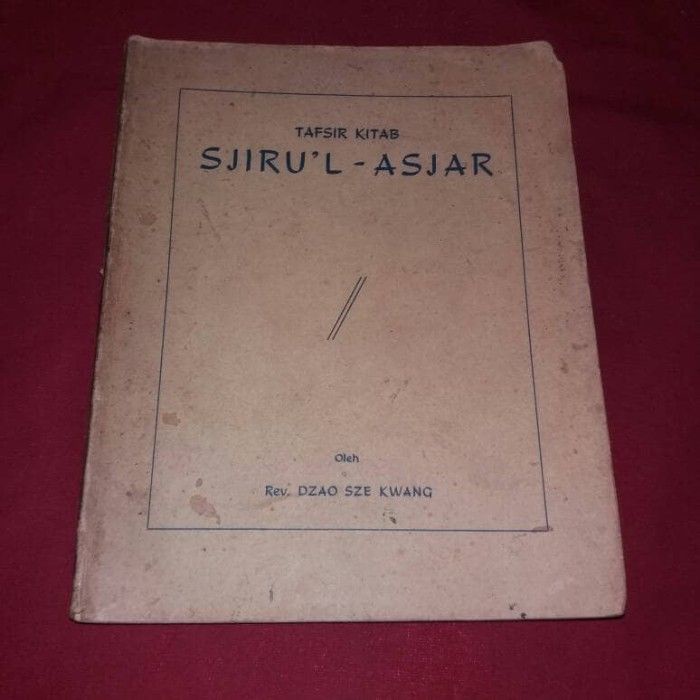 TAFSIR KITAB
SJIRU'L - ASJAR
Oleh
Rev. DZAO SZE KWANG